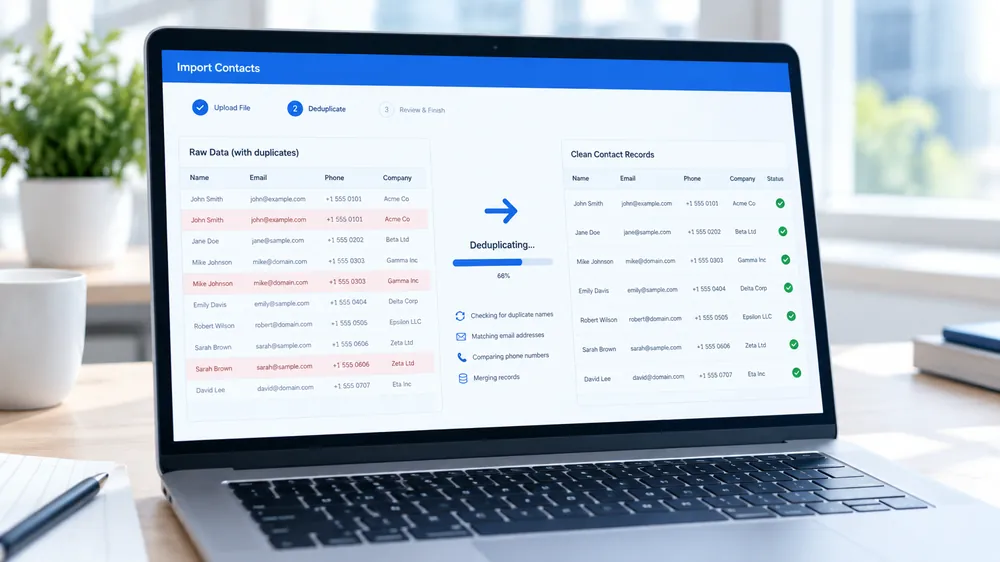 Import Contacts
Upload File
2 Deduplicate
3 Review & Finish
Raw Data (with duplicates)
Name Email Phone Company
John Smith john@example.com +1 555 0101 Acme Co
John Smith john@example.com +1 555 0101 Acme Co
Jane Doe jane@sample.com +1 555 0202 Beta Ltd
Mike Johnson mike@domain.com +1 555 0303 Gamma Inc
Mike Johnson mike@domain.com +1 555 0303 Gamma Inc
Emily Davis emily@sample.com +1 555 0404 Delta Corp
Robert Wilson robert@domain.com +1 555 0505 Epsilon LLC
Sarah Brown sarah@sample.com +1 555 0606 Zeta Ltd
Sarah Brown sarah@sample.com +1 555 0606 Zeta Ltd
David Lee david@domain.com +1 555 0707 Eta Inc
Deduplicating...
68%
Checking for duplicate names
Matching email addresses
Comparing phone numbers
Merging records
Clean Contact Records
Name Email Phone Company Status
John Smith john@example.com +1 555 0101 Acme Co
Jane Doe jane@sample.com +1 555 0202 Beta Ltd
Mike Johnson mike@domain.com +1 555 0303 Gamma Inc
Emily Davis emily@sample.com +1 555 0404 Delta Corp
Robert Wilson robert@domain.com +1 555 0505 Epsilon LLC
Sarah Brown sarah@sample.com +1 555 0606 Zeta Ltd
David Lee david@domain.com +1 555 0707 Eta Inc